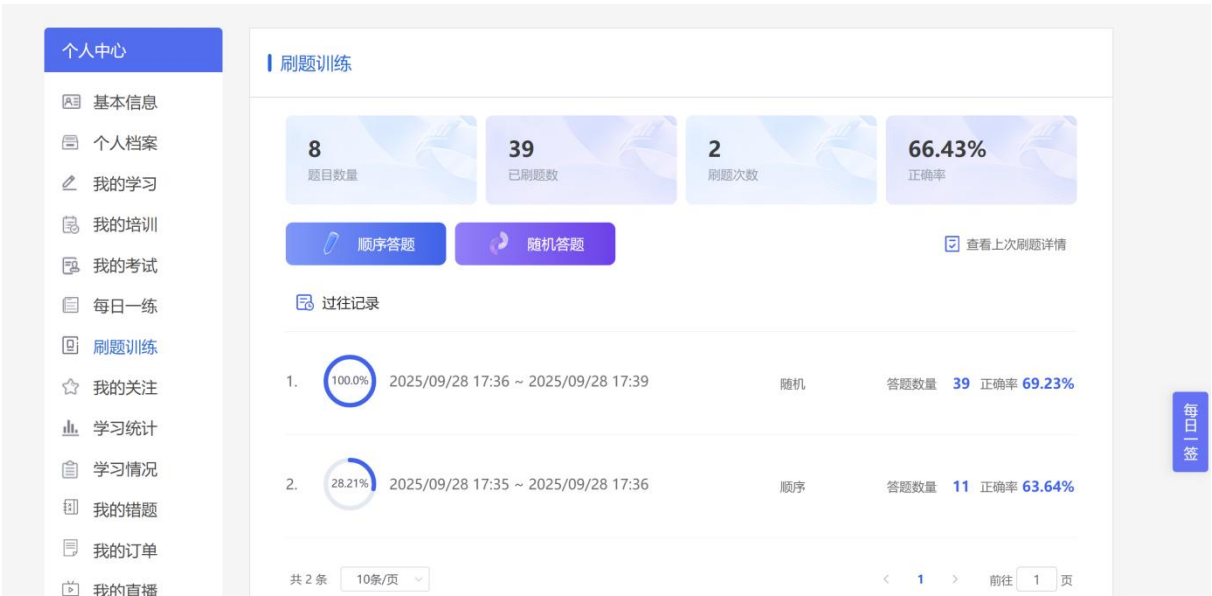 个人中心
基本信息
个人档案
我的学习
我的培训
我的考试
每日一练
刷题训练
我的关注
学习统计
学习情况
我的错题
我的订单
我的直播
刷题训练
8 39 2 66.43%
题目数量 已刷题数 刷题次数 正确率
顺序答题 随机答题 查看上次刷题详情
过往记录
1. 100.0% 2025/09/28 17:36 ~ 2025/09/28 17:39 随机 答题数量 39 正确率 69.23%
2. 28.21% 2025/09/28 17:35 ~ 2025/09/28 17:36 顺序 答题数量 11 正确率 63.64%
共 2 条 10条/页 1 前往 1 页
每日一签